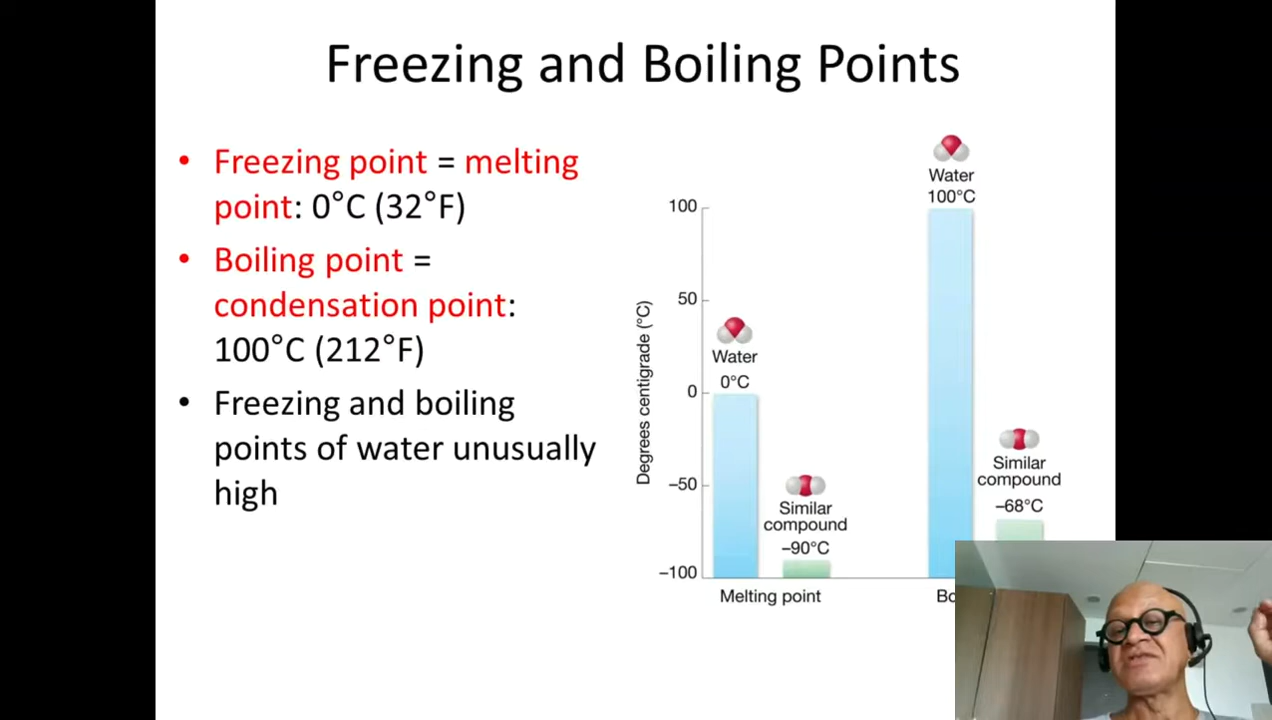 Freezing and Boiling Points
• Freezing point = melting
point: 0°C (32°F)
• Boiling point =
condensation point:
100°C (212°F)
• Freezing and boiling
points of water unusually
high
Degrees centigrade (°C)
100
50
0
–50
–100
Water
0°C
Similar
compound
–90°C
Melting point
Water
100°C
Similar
compound
–68°C